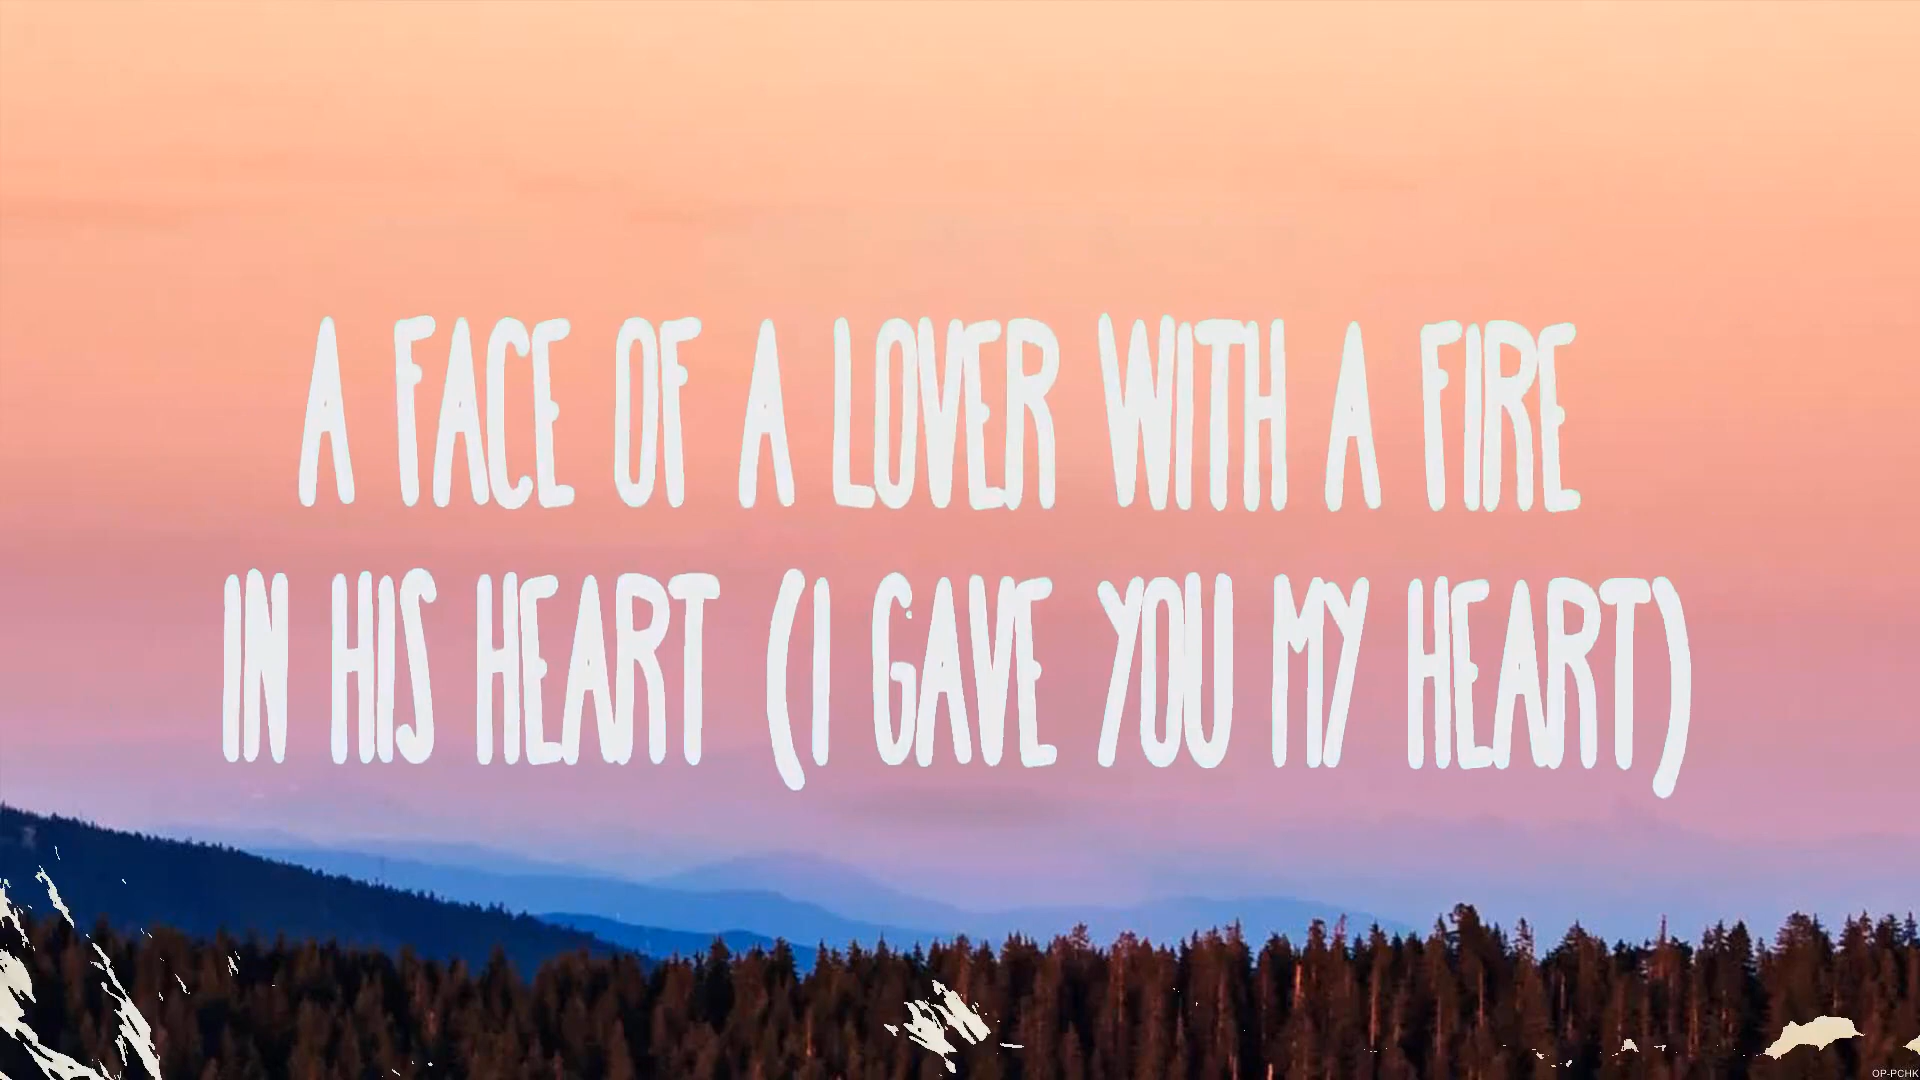 A FACE OF A LOVER WITH A FIRE
IN HIS HEART (I GAVE YOU MY HEART)
OP-PCHK